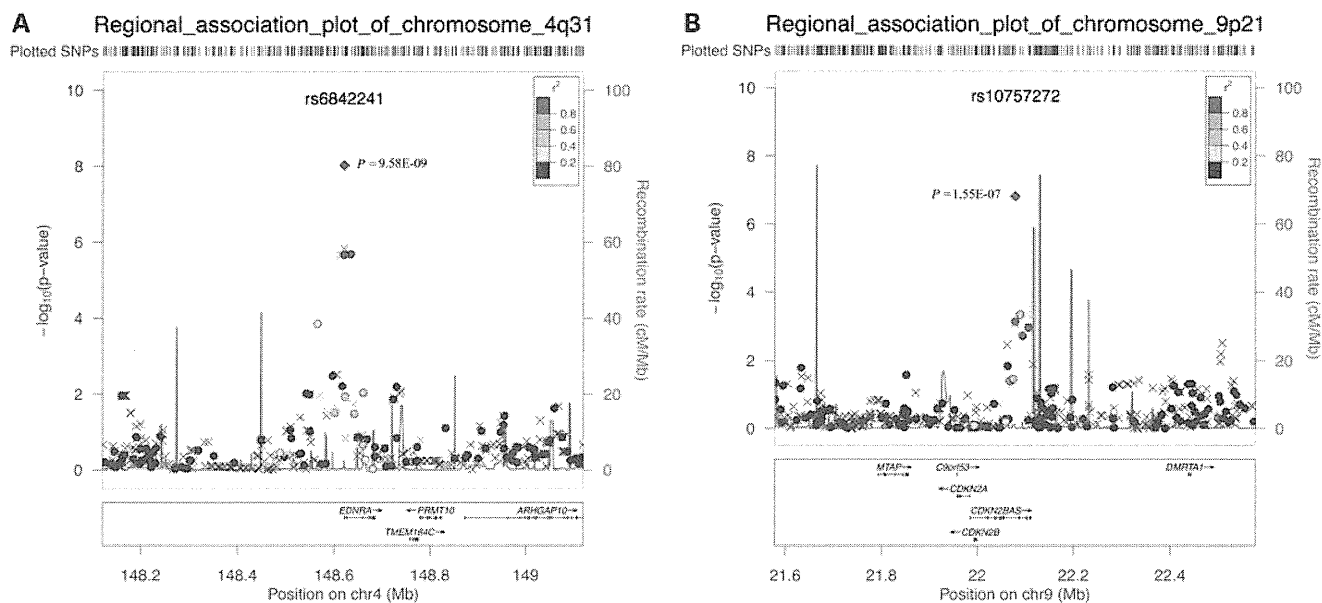 A
Regional_association_plot_of_chromosome_4q31
Plotted SNPs
10
8
6
4
2
0
−log10(p−value)
100
80
60
40
20
0
Recombination rate (cM/Mb)
rs6842241
P = 9.58E-09
r²
0.8
0.6
0.4
0.2
EDNRA
PRMT10
ARHGAP10
TMEM184C
148.2
148.4
148.6
148.8
149
Position on chr4 (Mb)
B
Regional_association_plot_of_chromosome_9p21
Plotted SNPs
10
8
6
4
2
0
−log10(p−value)
100
80
60
40
20
0
Recombination rate (cM/Mb)
rs10757272
P = 1.55E-07
r²
0.8
0.6
0.4
0.2
MTAP
C9orf53
DMRTA1
CDKN2A
CDKN2BAS
CDKN2B
21.6
21.8
22
22.2
22.4
Position on chr9 (Mb)